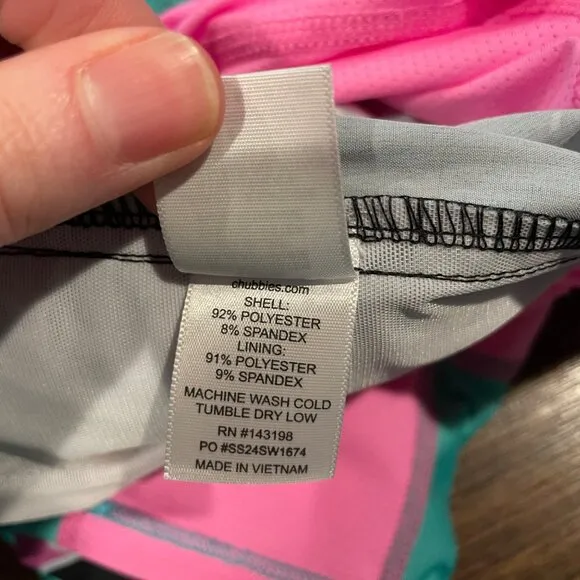 chubbies.com
SHELL:
92% POLYESTER
8% SPANDEX
LINING:
91% POLYESTER
9% SPANDEX
MACHINE WASH COLD
TUMBLE DRY LOW
RN #143198
PO #SS24SW1674
MADE IN VIETNAM